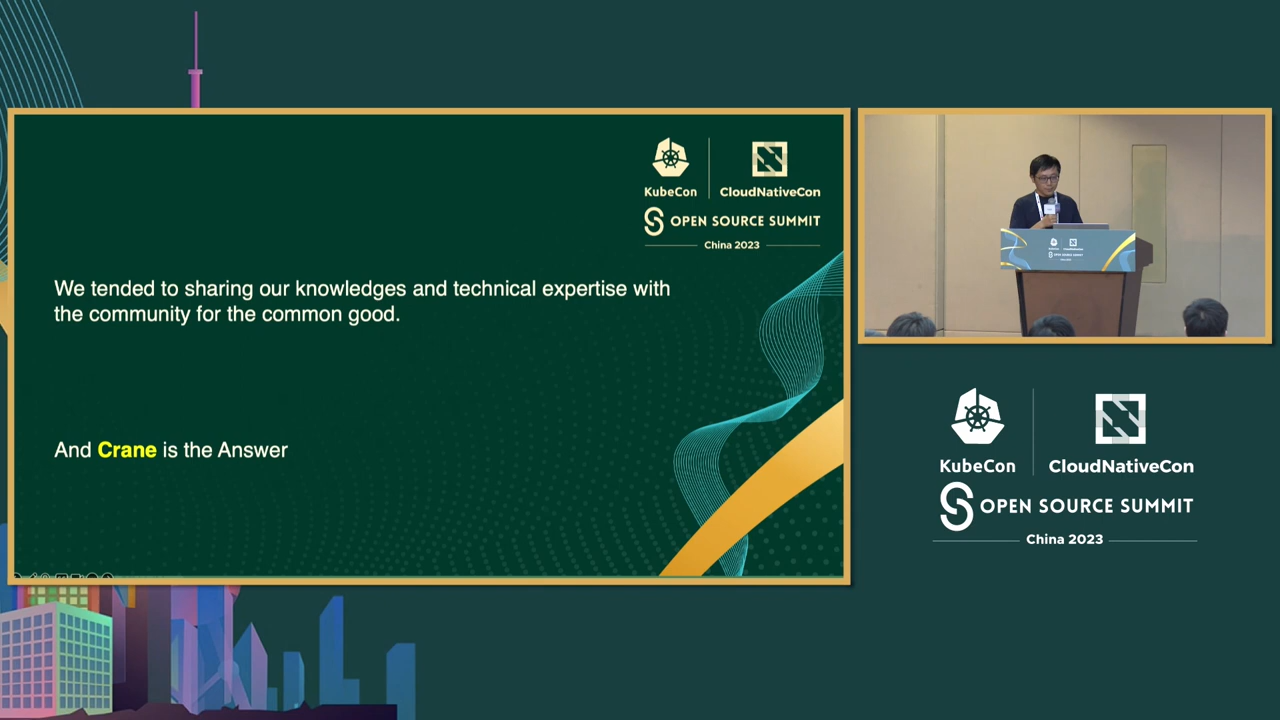 KubeCon
CloudNativeCon
OPEN SOURCE SUMMIT
China 2023
We tended to sharing our knowledges and technical expertise with
the community for the common good.
And Crane is the Answer
KubeCon
CloudNativeCon
OPEN SOURCE SUMMIT
China 2023